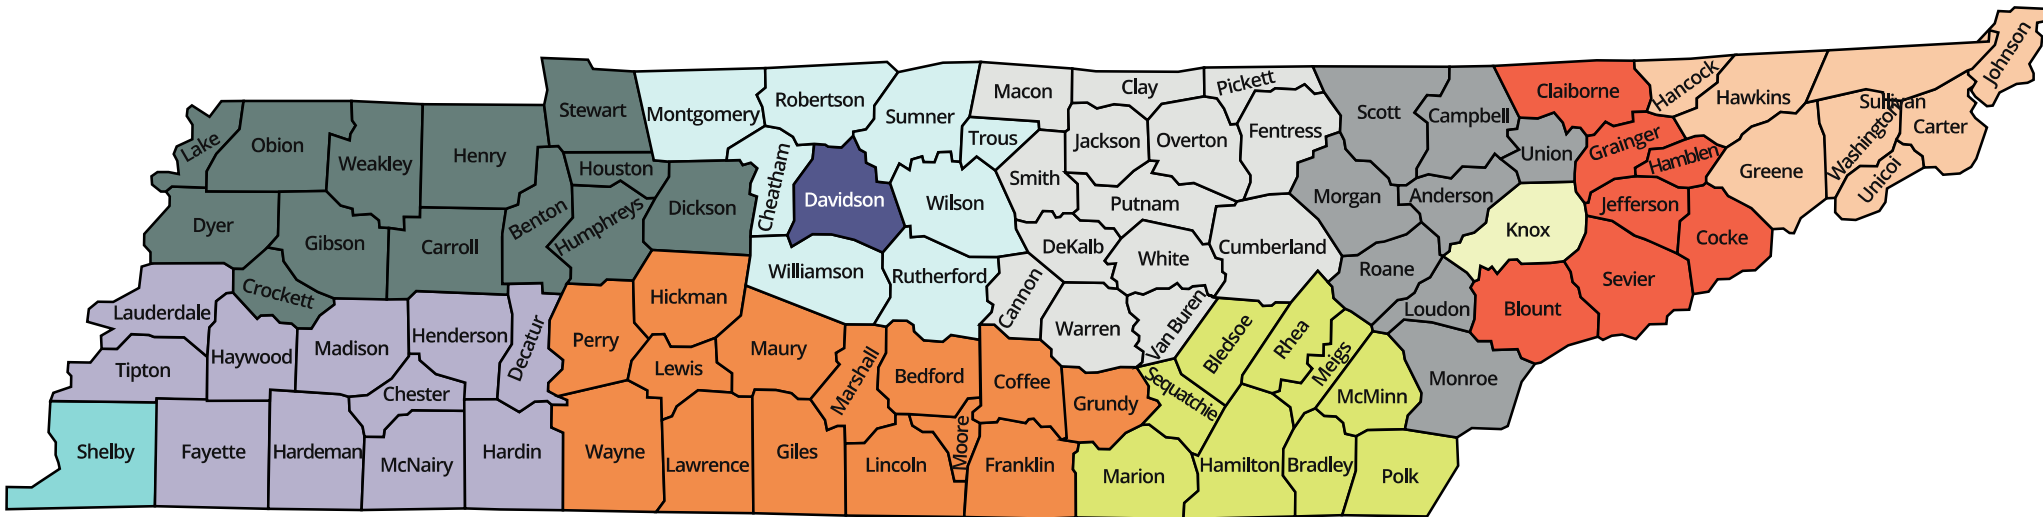 Lake
Obion
Weakley
Henry
Stewart
Houston
Montgomery
Robertson
Sumner
Trous
Macon
Clay
Pickett
Scott
Campbell
Claiborne
Hancock
Hawkins
Sullivan
Johnson
Dyer
Gibson
Carroll
Benton
Humphreys
Dickson
Cheatham
Davidson
Wilson
Smith
Jackson
Overton
Fentress
Putnam
Morgan
Anderson
Union
Grainger
Hamblen
Greene
Washington
Unicoi
Carter
Crockett
Lauderdale
Williamson
Rutherford
DeKalb
White
Cumberland
Roane
Knox
Jefferson
Cocke
Sevier
Blount
Loudon
Tipton
Haywood
Madison
Henderson
Decatur
Chester
Perry
Hickman
Lewis
Maury
Marshall
Bedford
Cannon
Coffee
Warren
Van Buren
Grundy
Bledsoe
Sequatchie
Rhea
Meigs
McMinn
Monroe
Shelby
Fayette
Hardeman
McNairy
Hardin
Wayne
Lawrence
Giles
Lincoln
Moore
Franklin
Marion
Hamilton
Bradley
Polk